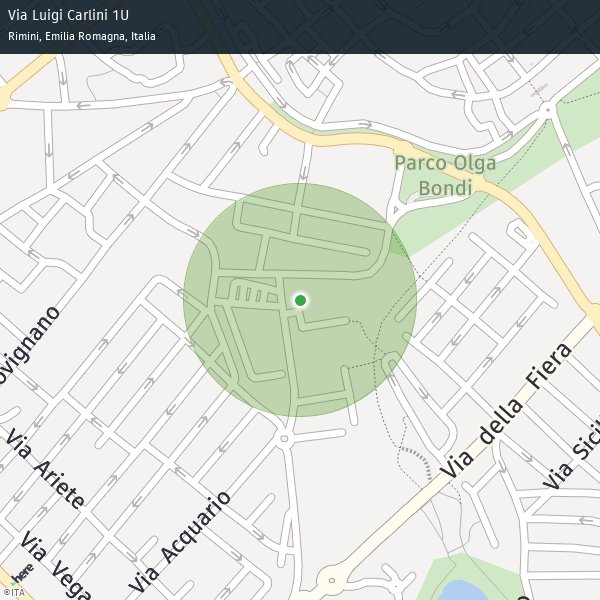 Via Luigi Carlini 1U
Rimini, Emilia Romagna, Italia
Parco Olga
Bondi
ovignano
Via della Fiera
Via Sicil
Via Ariete
Via Acquario
Via Vega
here
©ITA